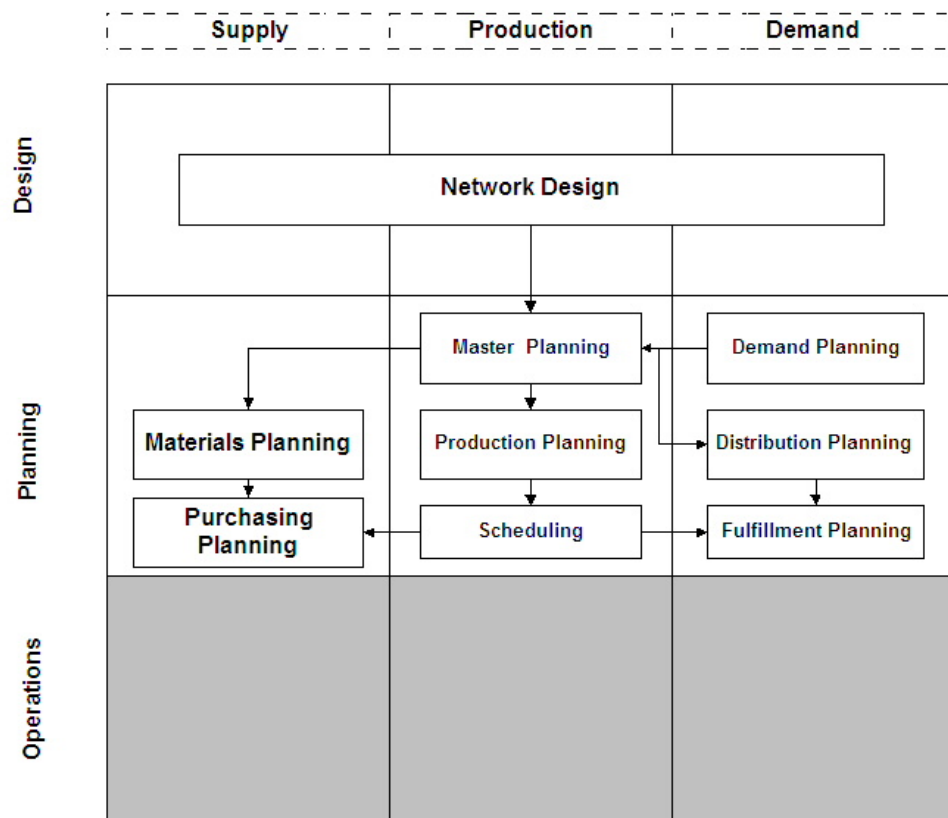 Supply
Production
Demand
Design
Network Design
Planning
Master Planning
Demand Planning
Materials Planning
Production Planning
Distribution Planning
Purchasing
Planning
Scheduling
Fulfillment Planning
Operations